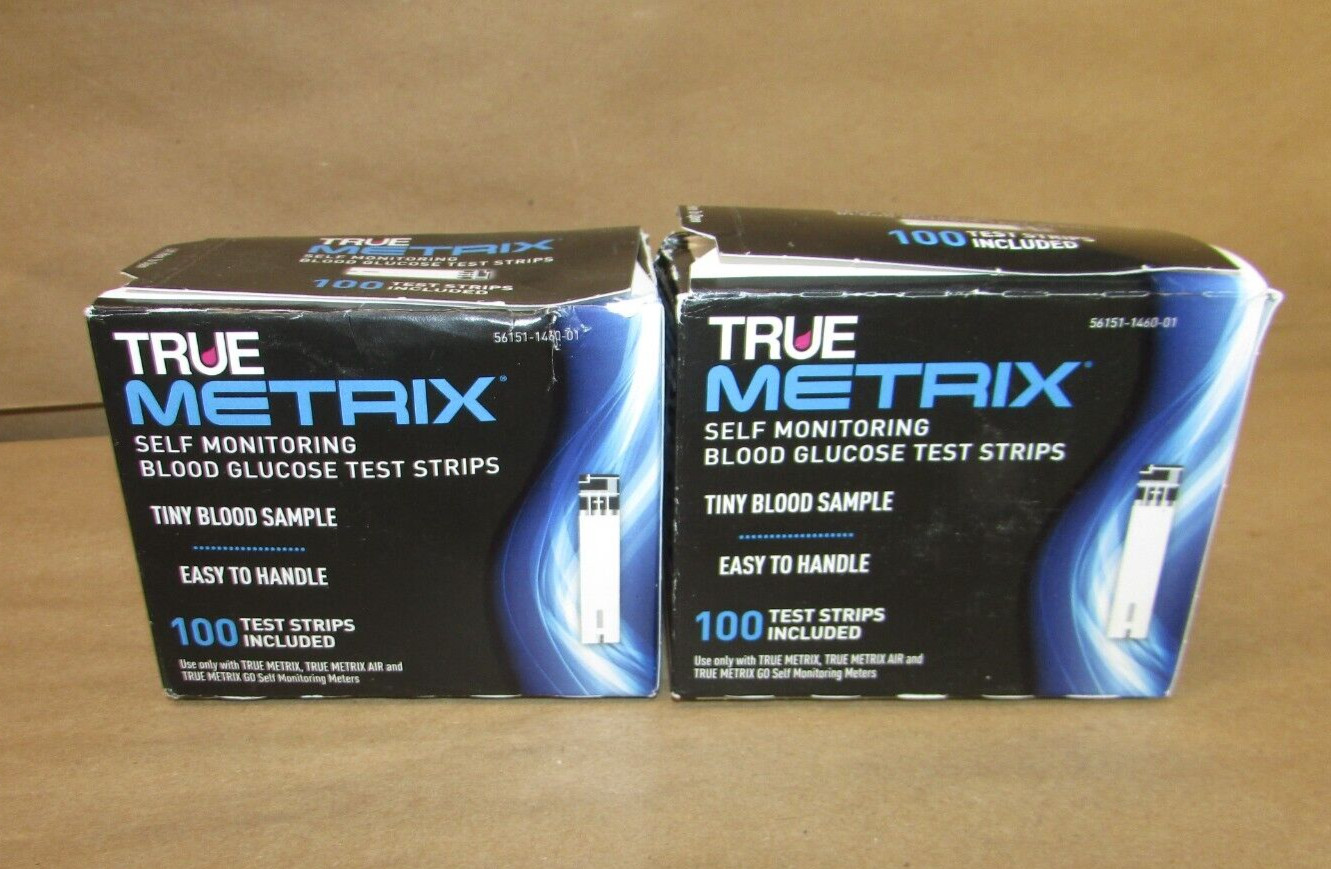 TRUE
METRIX
SELF MONITORING
BLOOD GLUCOSE TEST STRIPS
100 TEST STRIPS
INCLUDED
TRUE
56151-1460-01
METRIX®
SELF MONITORING
BLOOD GLUCOSE TEST STRIPS
TINY BLOOD SAMPLE
EASY TO HANDLE
100 TEST STRIPS
INCLUDED
Use only with TRUE METRIX, TRUE METRIX AIR and
TRUE METRIX GO Self Monitoring Meters
100 TEST STRIPS
INCLUDED
TRUE
56151-1460-01
METRIX®
SELF MONITORING
BLOOD GLUCOSE TEST STRIPS
TINY BLOOD SAMPLE
EASY TO HANDLE
100 TEST STRIPS
INCLUDED
Use only with TRUE METRIX, TRUE METRIX AIR and
TRUE METRIX GO Self Monitoring Meters